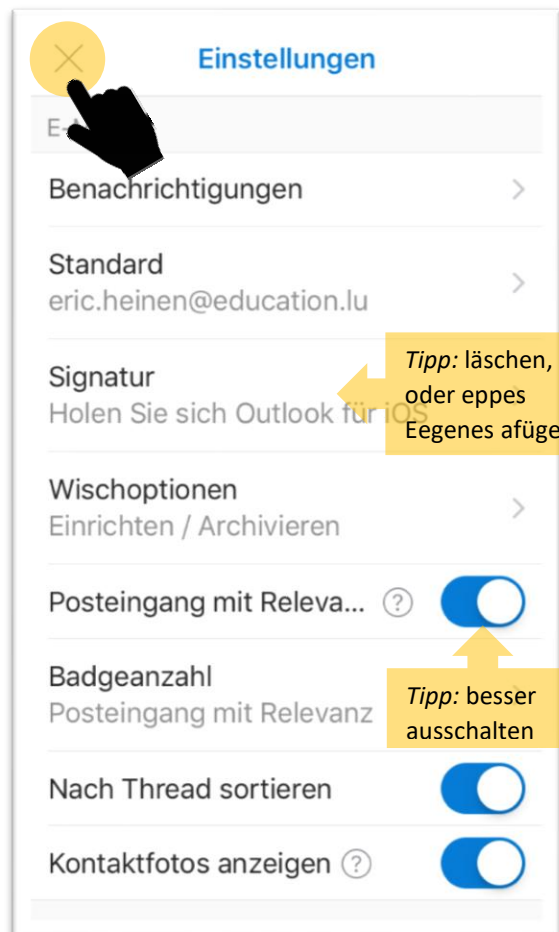 Einstellungen
Benachrichtigungen
Standard
eric.heinen@education.lu
Signatur
Holen Sie sich Outlook für iOS
Tipp: läschen,
oder eppes
Eegenes afüge
Wischoptionen
Einrichten / Archivieren
Posteingang mit Releva... ?
Badgeanzahl
Posteingang mit Relevanz
Tipp: besser
ausschalten
Nach Thread sortieren
Kontaktfotos anzeigen ?